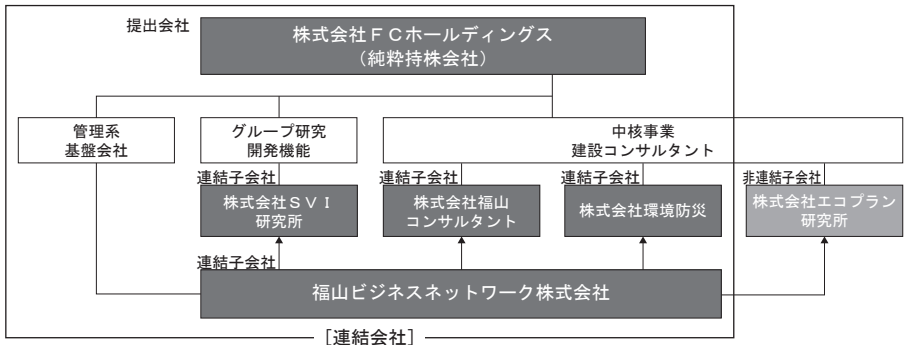 提出会社
株式会社ＦＣホールディングス
（純粋持株会社）
管理系
基盤会社
グループ研究
開発機能
中核事業
建設コンサルタント
連結子会社
株式会社ＳＶＩ
研究所
連結子会社
株式会社福山
コンサルタント
連結子会社
株式会社環境防災
非連結子会社
株式会社エコプラン
研究所
連結子会社
福山ビジネスネットワーク株式会社
［連結会社］